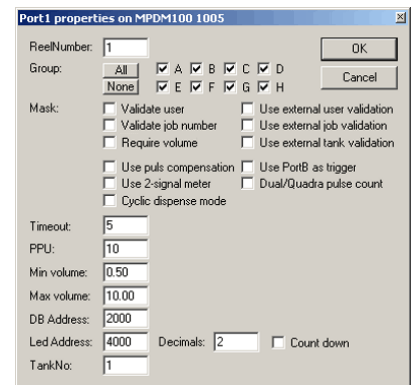 Port1 properties on MPDM100 1005
ReelNumber: 1 OK
Group: All A B C D Cancel
None E F G H
Mask: Validate user Use external user validation
Validate job number Use external job validation
Require volume Use external tank validation
Use puls compensation Use PortB as trigger
Use 2-signal meter Dual/Quadra pulse count
Cyclic dispense mode
Timeout: 5
PPU: 10
Min volume: 0.50
Max volume: 10.00
DB Address: 2000
Led Address: 4000 Decimals: 2 Count down
TankNo: 1